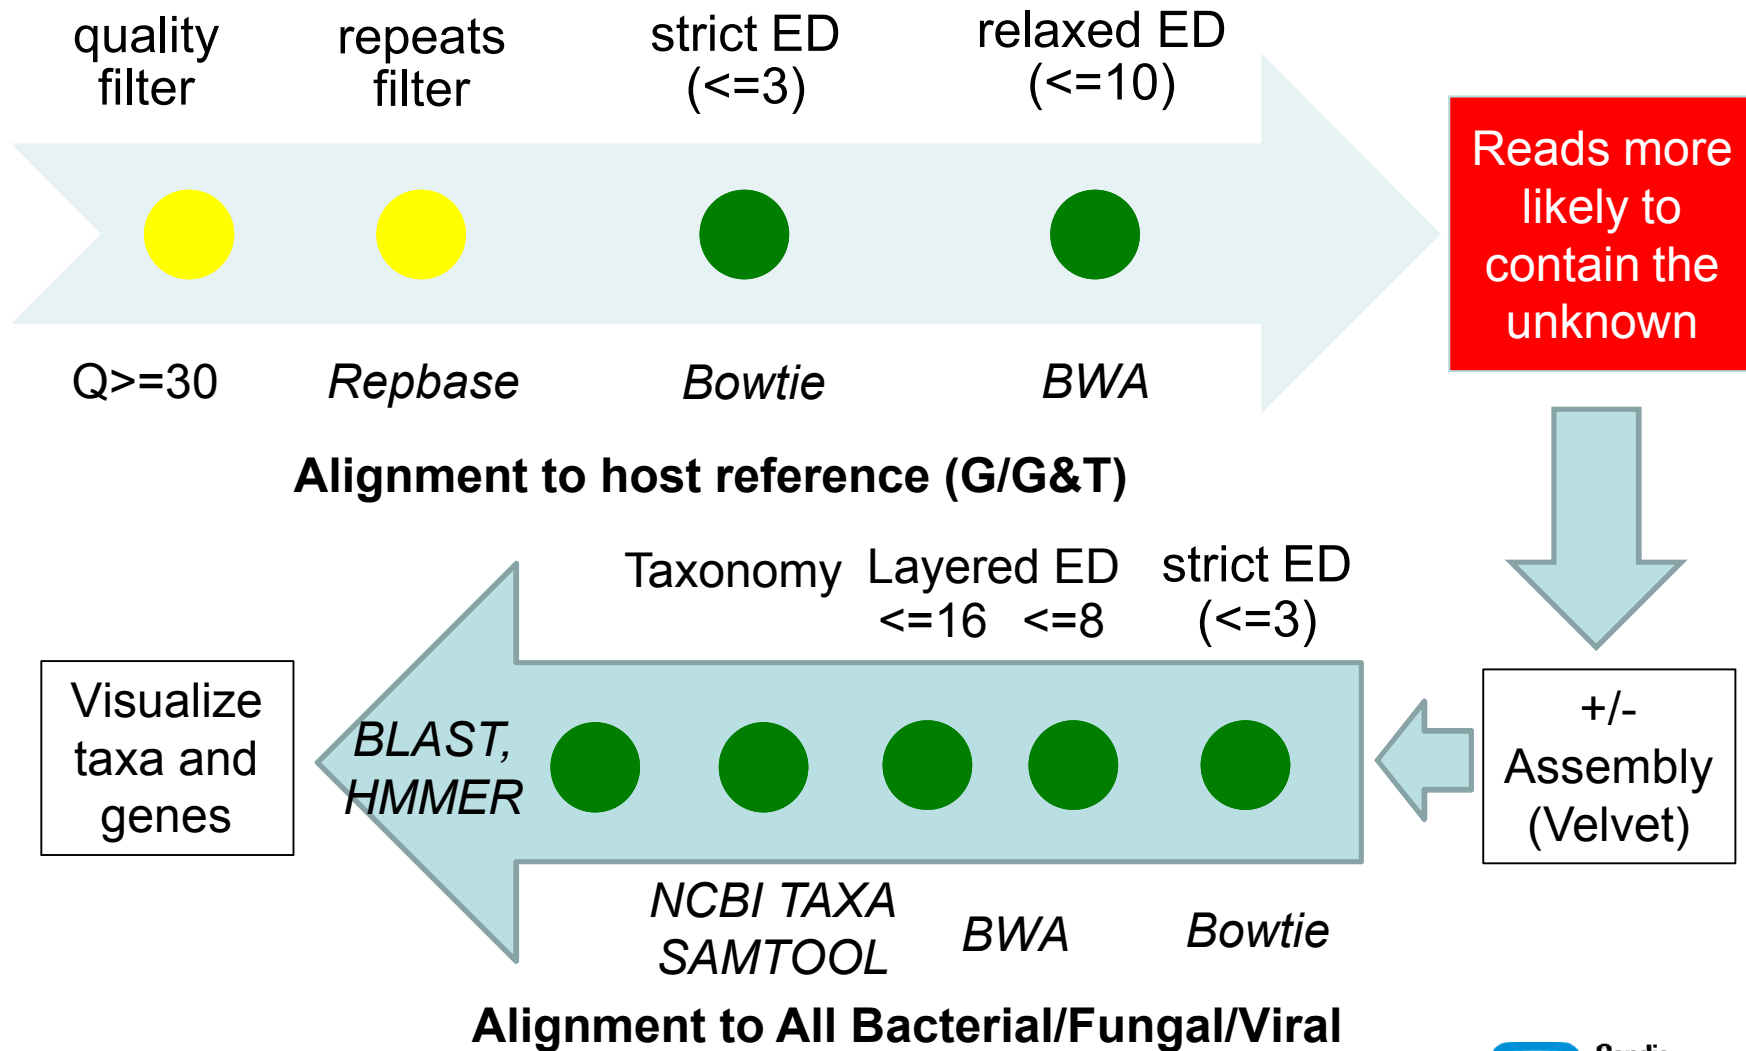 quality
filter
repeats
filter
strict ED
(<=3)
relaxed ED
(<=10)
Q>=30
Repbase
Bowtie
BWA
Reads more
likely to
contain the
unknown
Alignment to host reference (G/G&T)
Taxonomy
Layered ED
<=16 <=8
strict ED
(<=3)
+/-
Assembly
(Velvet)
BLAST,
HMMER
Visualize
taxa and
genes
NCBI TAXA
SAMTOOL
BWA
Bowtie
Alignment to All Bacterial/Fungal/Viral